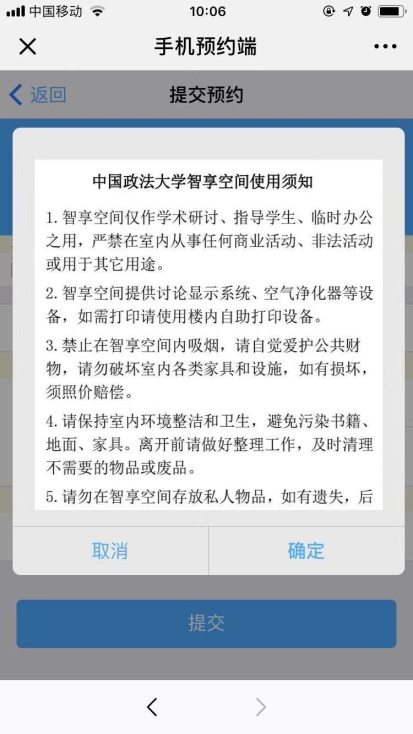 中国移动
10:06
手机预约端
返回
提交预约
中国政法大学智享空间使用须知
1.智享空间仅作学术研讨、指导学生、临时办公
之用，严禁在室内从事任何商业活动、非法活动
或用于其它用途。
2.智享空间提供讨论显示系统、空气净化器等设
备，如需打印请使用楼内自助打印设备。
3.禁止在智享空间内吸烟，请自觉爱护公共财
物，请勿破坏室内各类家具和设施，如有损坏，
须照价赔偿。
4.请保持室内环境整洁和卫生，避免污染书籍、
地面、家具。离开前请做好整理工作，及时清理
不需要的物品或废品。
5.请勿在智享空间存放私人物品，如有遗失，后
取消
确定
提交